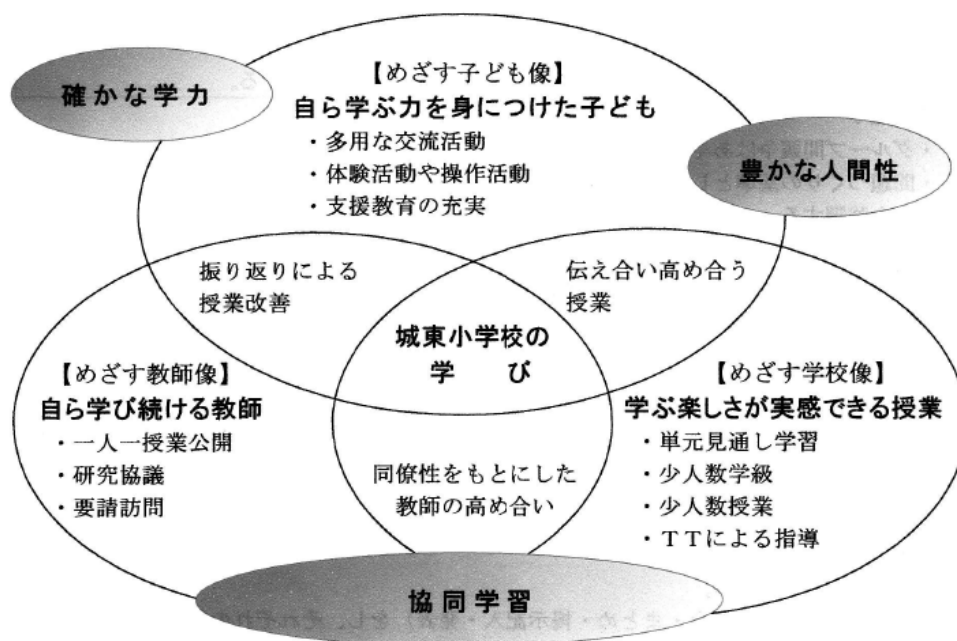 確かな学力
【めざす子ども像】
自ら学ぶ力を身につけた子ども
・多用な交流活動
・体験活動や操作活動
・支援教育の充実
豊かな人間性
振り返りによる
授業改善
伝え合い高め合う
授業
城東小学校の
学び
【めざす教師像】
自ら学び続ける教師
・一人一授業公開
・研究協議
・要請訪問
【めざす学校像】
学ぶ楽しさが実感できる授業
・単元見通し学習
・少人数学級
・少人数授業
・ＴＴによる指導
同僚性をもとにした
教師の高め合い
協同学習